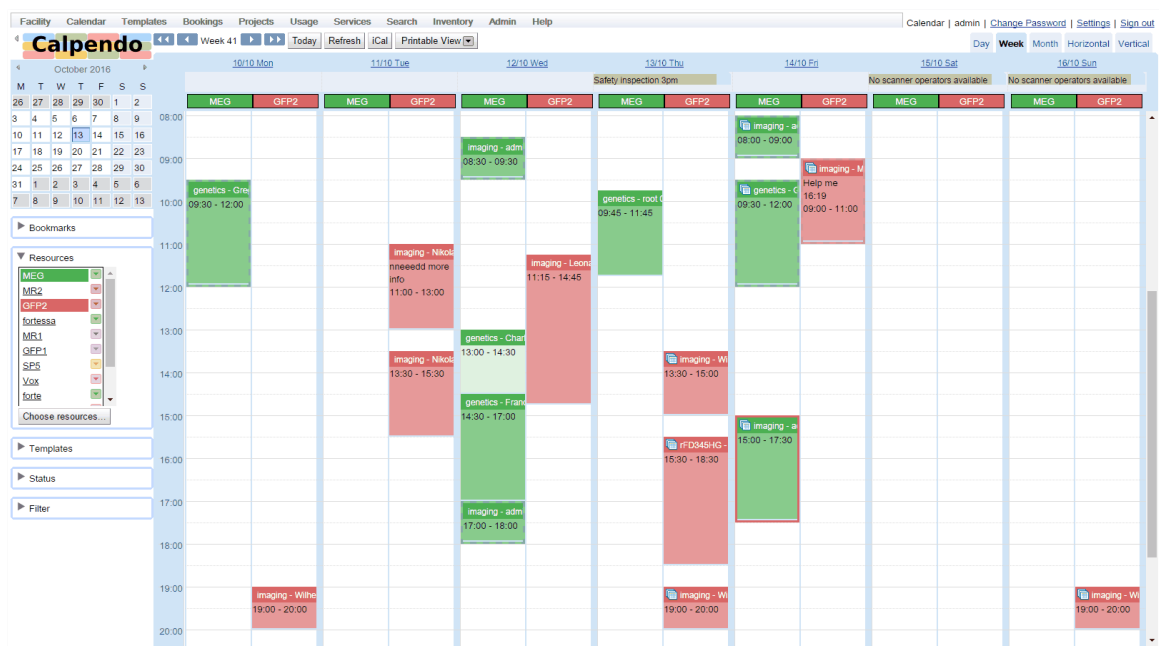 Facility Calendar Templates Bookings Projects Usage Services Search Inventory Admin Help
Calendar | admin | Change Password | Settings | Sign out
Calpendo
Week 41 Today Refresh iCal Printable View
Day Week Month Horizontal Vertical
October 2016
M T W T F S S
26 27 28 29 30 1 2
3 4 5 6 7 8 9
10 11 12 13 14 15 16
17 18 19 20 21 22 23
24 25 26 27 28 29 30
31 1 2 3 4 5 6
7 8 9 10 11 12 13
Bookmarks
Resources
MEG
MR2
GFP2
fortessa
MR1
GFP1
SP5
Vox
forte
Choose resources...
Templates
Status
Filter
10/10 Mon 11/10 Tue 12/10 Wed 13/10 Thu 14/10 Fri 15/10 Sat 16/10 Sun
Safety inspection 3pm No scanner operators available No scanner operators available
MEG GFP2 MEG GFP2 MEG GFP2 MEG GFP2 MEG GFP2 MEG GFP2 MEG GFP2
08:00
09:00
10:00
11:00
12:00
13:00
14:00
15:00
16:00
17:00
18:00
19:00
20:00
genetics - Gre
09:30 - 12:00
imaging - Wilhe
19:00 - 20:00
imaging - Nikola
nneeedd more
info
11:00 - 13:00
imaging - Nikola
13:30 - 15:30
imaging - adm
08:30 - 09:30
genetics - Char
13:00 - 14:30
genetics - Fran
14:30 - 17:00
imaging - adm
17:00 - 18:00
imaging - Leona
11:15 - 14:45
genetics - root
09:45 - 11:45
imaging - Wi
13:30 - 15:00
rFD345HG -
15:30 - 18:30
imaging - Wi
19:00 - 20:00
imaging - a
08:00 - 09:00
genetics - G
09:30 - 12:00
imaging - a
15:00 - 17:30
imaging - M
Help me
16:19
09:00 - 11:00
imaging - Wi
19:00 - 20:00